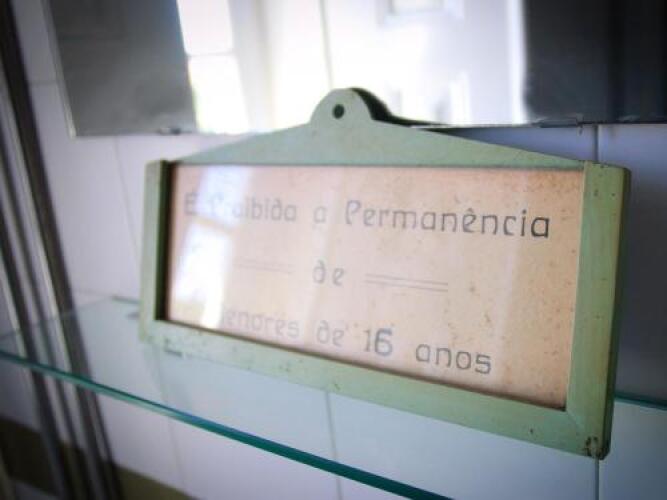 É Proibida a Permanência
de
menores de 16 anos